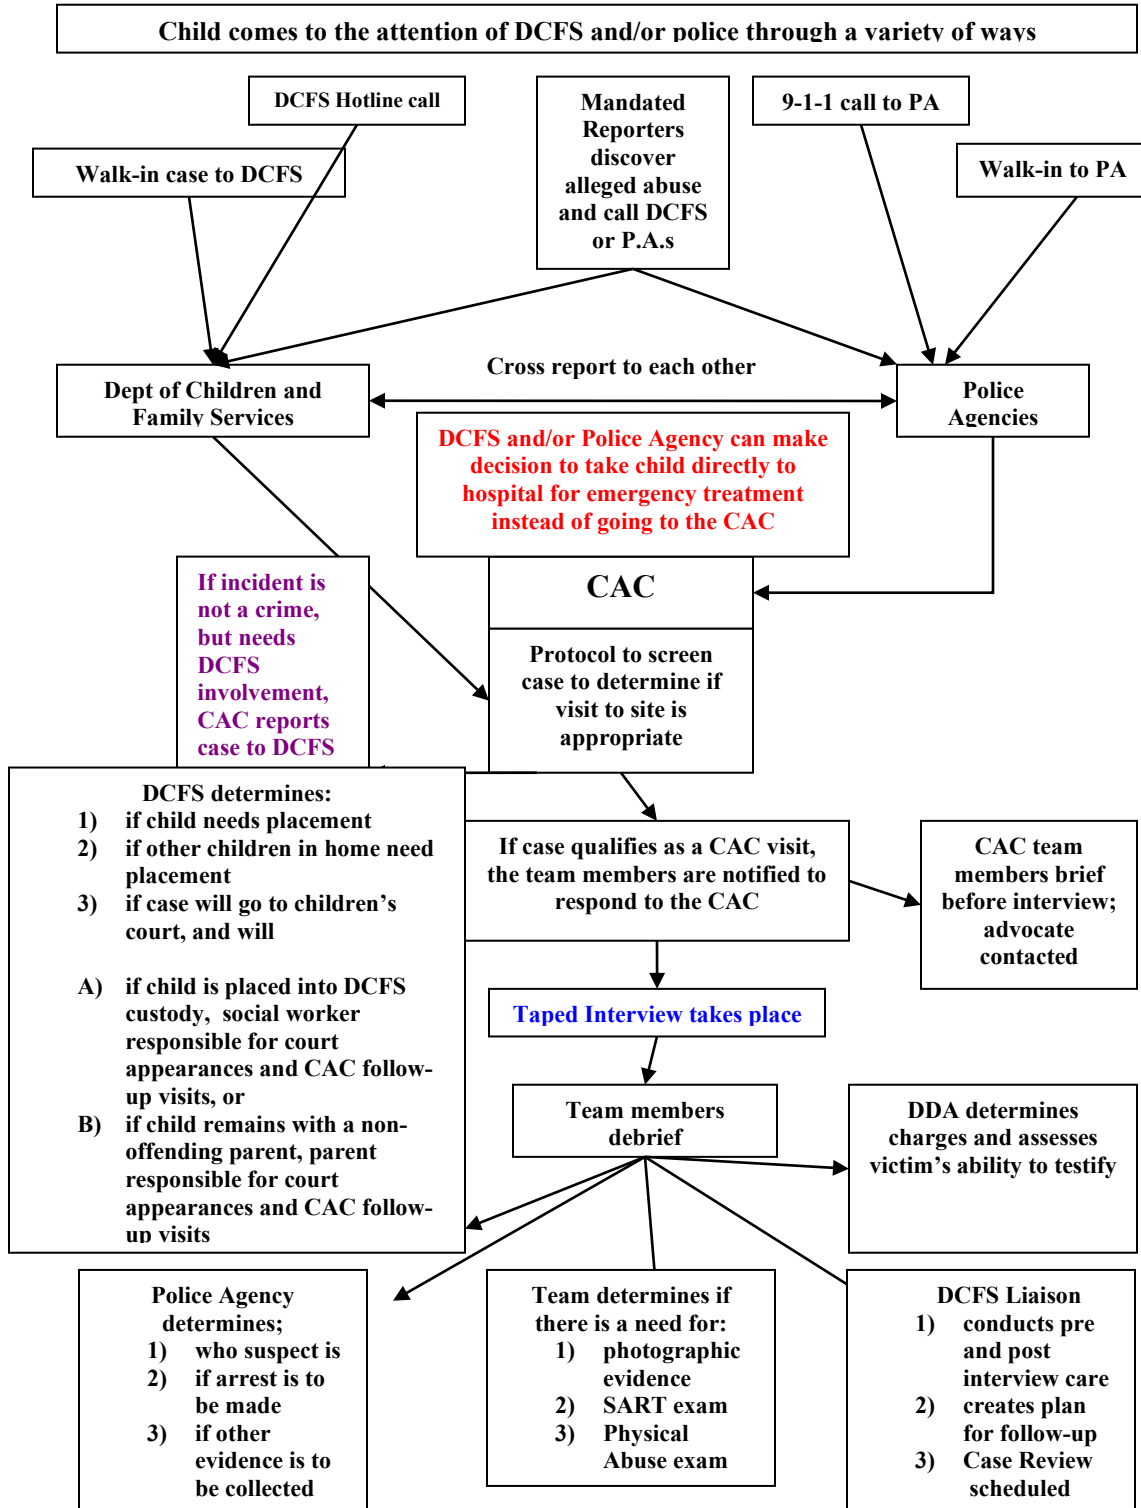 Child comes to the attention of DCFS and/or police through a variety of ways
DCFS Hotline call
Walk-in case to DCFS
Mandated
Reporters
discover
alleged abuse
and call DCFS
or P.A.s
9-1-1 call to PA
Walk-in to PA
Dept of Children and
Family Services
Cross report to each other
Police
Agencies
DCFS and/or Police Agency can make
decision to take child directly to
hospital for emergency treatment
instead of going to the CAC
If incident is
not a crime,
but needs
DCFS
involvement,
CAC reports
case to DCFS
CAC
Protocol to screen
case to determine if
visit to site is
appropriate
DCFS determines:
1) if child needs placement
2) if other children in home need
placement
3) if case will go to children’s
court, and will
A) if child is placed into DCFS
custody, social worker
responsible for court
appearances and CAC follow-
up visits, or
B) if child remains with a non-
offending parent, parent
responsible for court
appearances and CAC follow-
up visits
If case qualifies as a CAC visit,
the team members are notified to
respond to the CAC
CAC team
members brief
before interview;
advocate
contacted
Taped Interview takes place
Team members
debrief
DDA determines
charges and assesses
victim’s ability to testify
Police Agency
determines;
1) who suspect is
2) if arrest is to
be made
3) if other
evidence is to
be collected
Team determines if
there is a need for:
1) photographic
evidence
2) SART exam
3) Physical
Abuse exam
DCFS Liaison
1) conducts pre
and post
interview care
2) creates plan
for follow-up
3) Case Review
scheduled